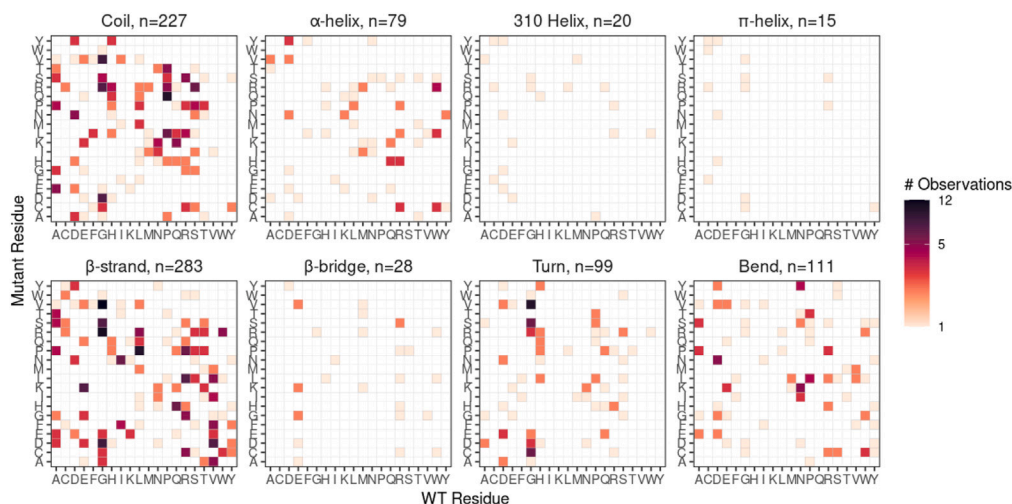 Coil, n=227
α-helix, n=79
310 Helix, n=20
π-helix, n=15
ACDEFGHIKLMNPQRSTVWY
ACDEFGHIKLMNPQRSTVWY
ACDEFGHIKLMNPQRSTVWY
ACDEFGHIKLMNPQRSTVWY
Mutant Residue
# Observations
12
5
1
β-strand, n=283
β-bridge, n=28
Turn, n=99
Bend, n=111
ACDEFGHIKLMNPQRSTVWY
ACDEFGHIKLMNPQRSTVWY
ACDEFGHIKLMNPQRSTVWY
ACDEFGHIKLMNPQRSTVWY
WT Residue